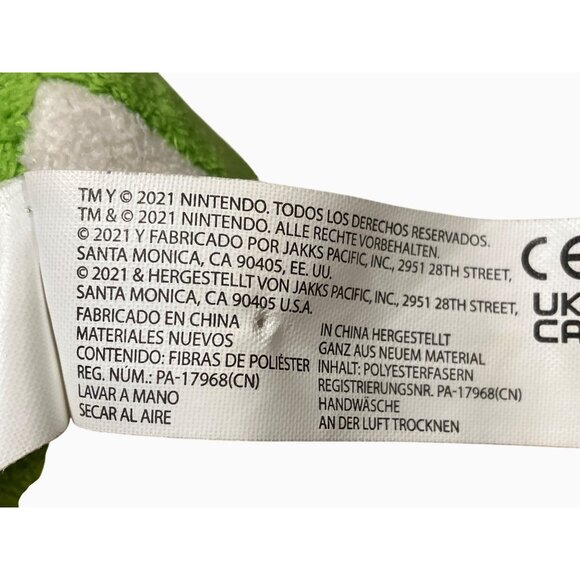 TM Y © 2021 NINTENDO. TODOS LOS DERECHOS RESERVADOS.
TM & © 2021 NINTENDO. ALLE RECHTE VORBEHALTEN.
© 2021 Y FABRICADO POR JAKKS PACIFIC, INC., 2951 28TH STREET,
SANTA MONICA, CA 90405, EE. UU.
© 2021 & HERGESTELLT VON JAKKS PACIFIC, INC., 2951 28TH STREET,
SANTA MONICA, CA 90405 U.S.A.
FABRICADO EN CHINA
MATERIALES NUEVOS
CONTENIDO: FIBRAS DE POLIÉSTER
REG. NÚM.: PA-17968(CN)
LAVAR A MANO
SECAR AL AIRE
IN CHINA HERGESTELLT
GANZ AUS NEUEM MATERIAL
INHALT: POLYESTERFASERN
REGISTRIERUNGSNR. PA-17968(CN)
HANDWÄSCHE
AN DER LUFT TROCKNEN
CE
UK
CA